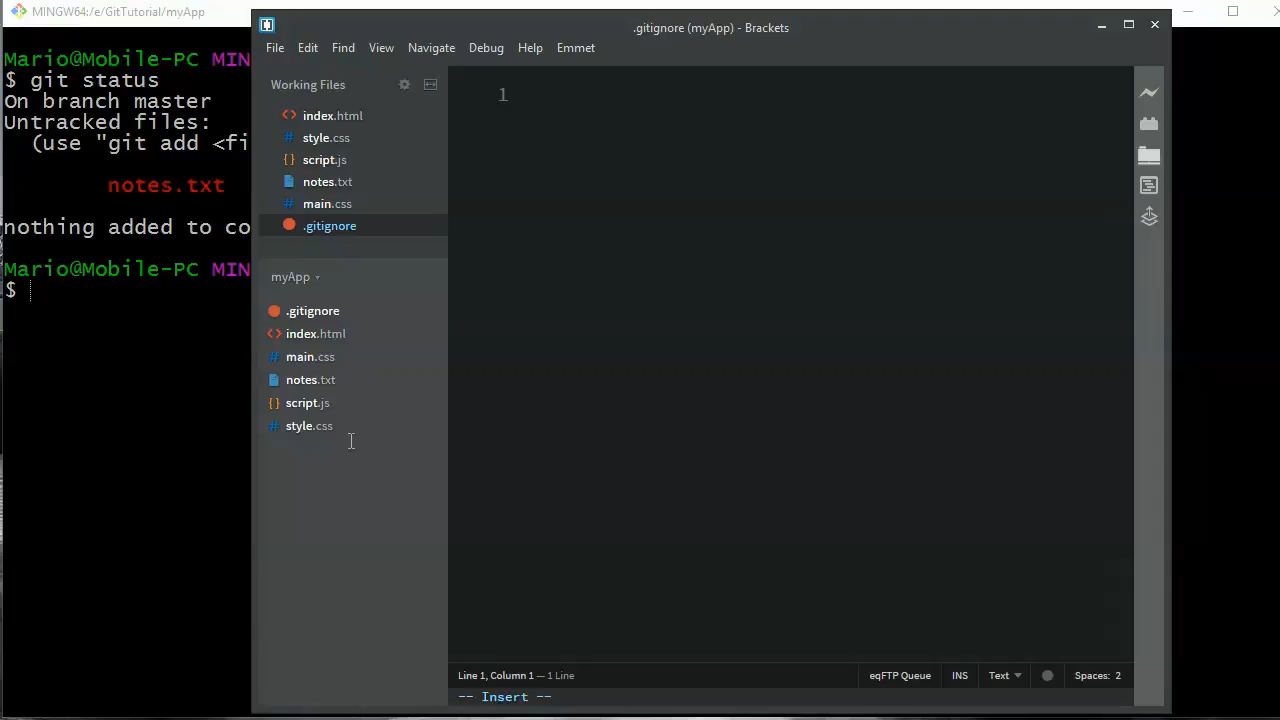 MINGW64:/e/GitTutorial/myApp
Mario@Mobile-PC MIN
$ git status
On branch master
Untracked files:
(use "git add <fi
notes.txt
nothing added to co
Mario@Mobile-PC MIN
$
.gitignore (myApp) - Brackets
File Edit Find View Navigate Debug Help Emmet
Working Files
<> index.html
# style.css
{} script.js
notes.txt
# main.css
.gitignore
myApp
.gitignore
<> index.html
# main.css
notes.txt
{} script.js
# style.css
1
Line 1, Column 1 — 1 Line
eqFTP Queue INS Text Spaces: 2
-- Insert --